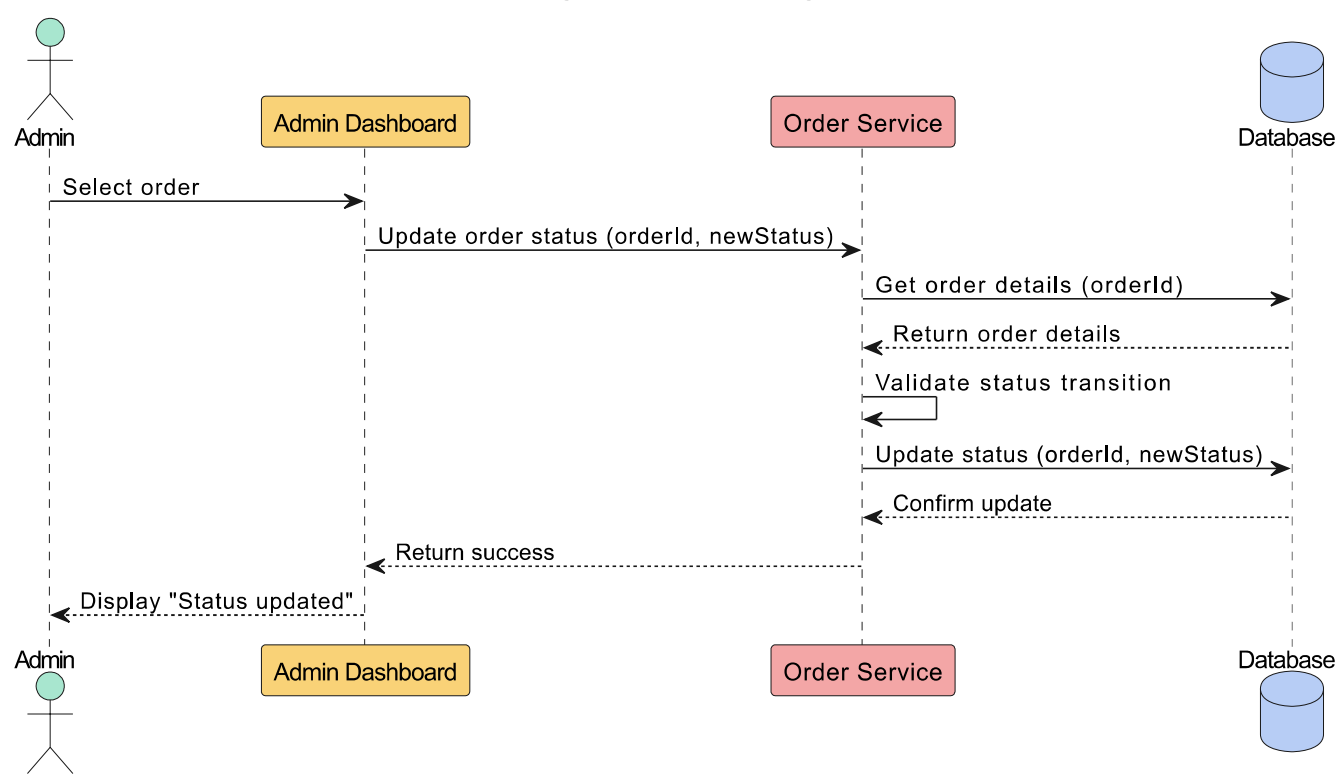 Admin
Admin Dashboard
Order Service
Database
Select order
Update order status (orderId, newStatus)
Get order details (orderId)
Return order details
Validate status transition
Update status (orderId, newStatus)
Confirm update
Return success
Display "Status updated"
Admin
Admin Dashboard
Order Service
Database